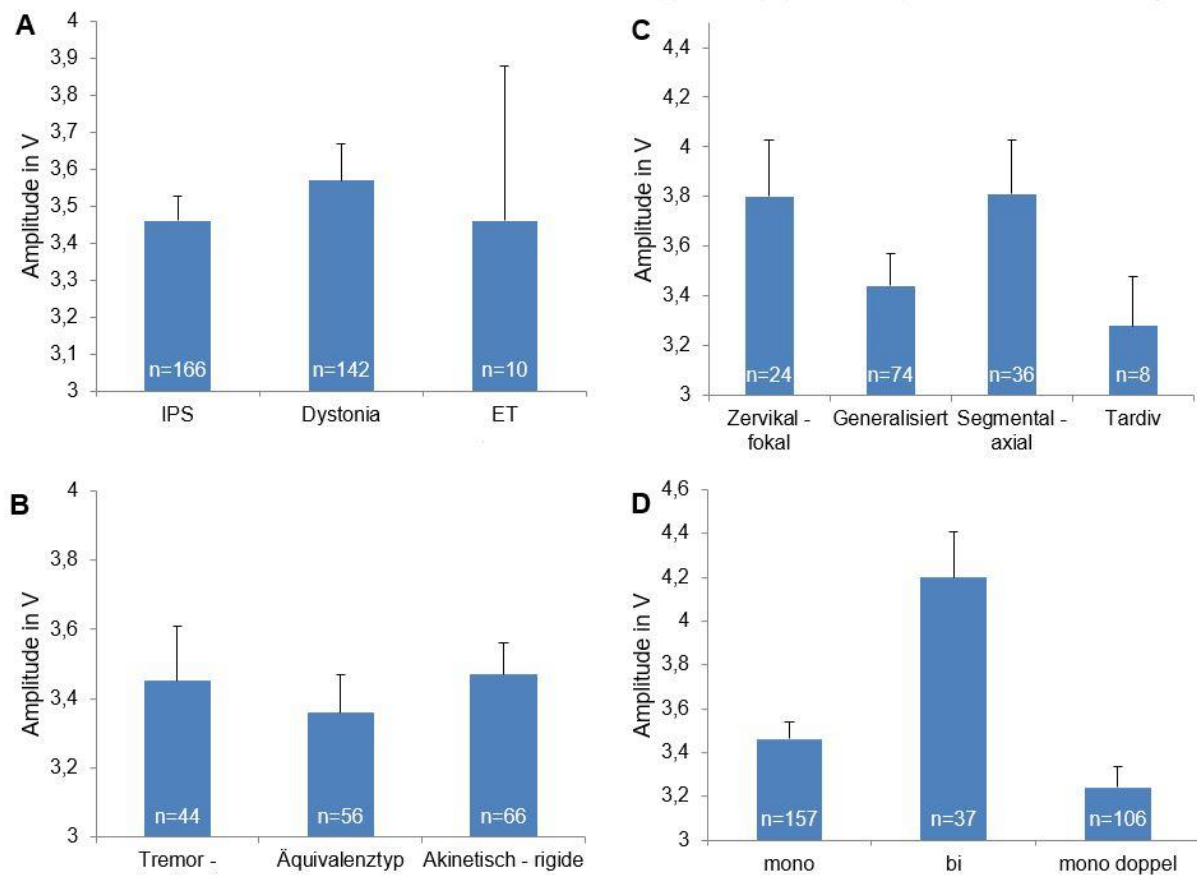 A
Amplitude in V
4
3,9
3,8
3,7
3,6
3,5
3,4
3,3
3,2
3,1
3
n=166
n=142
n=10
IPS
Dystonia
ET
B
Amplitude in V
4
3,8
3,6
3,4
3,2
3
n=44
n=56
n=66
Tremor -
Äquivalenztyp
Akinetisch - rigide
C
Amplitude in V
4,4
4,2
4
3,8
3,6
3,4
3,2
3
n=24
n=74
n=36
n=8
Zervikal -
fokal
Generalisiert
Segmental -
axial
Tardiv
D
Amplitude in V
4,6
4,4
4,2
4
3,8
3,6
3,4
3,2
3
n=157
n=37
n=106
mono
bi
mono doppel